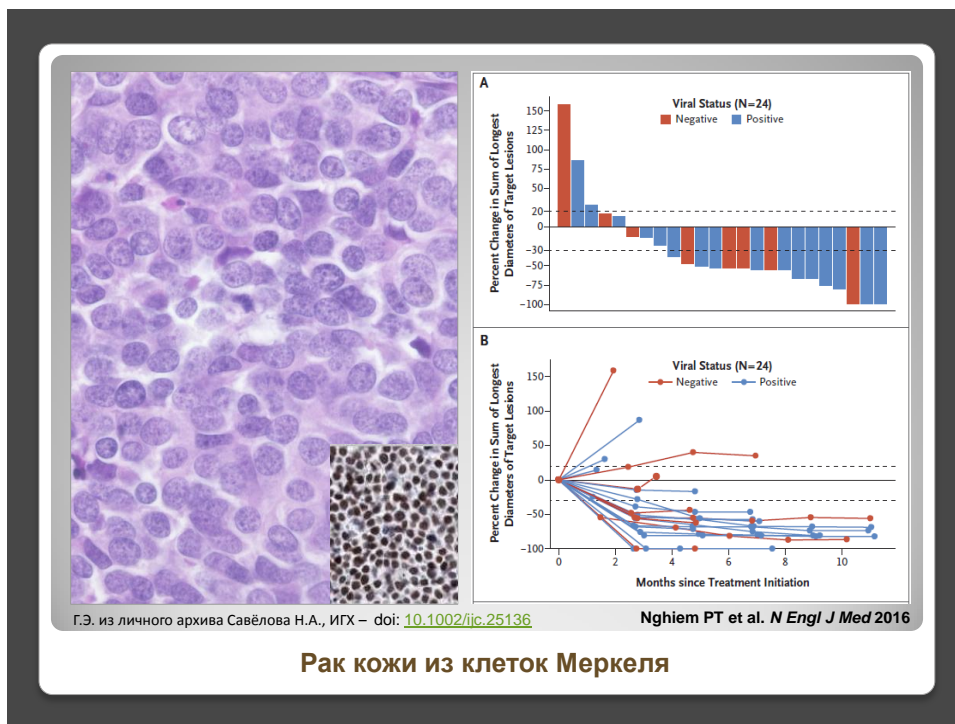 A
Viral Status (N=24)
Negative Positive
Percent Change in Sum of Longest
Diameters of Target Lesions
150
125
100
75
50
20
0
−30
−50
−75
−100
B
Viral Status (N=24)
Negative Positive
Percent Change in Sum of Longest
Diameters of Target Lesions
150
100
50
0
−50
−100
0 2 4 6 8 10
Months since Treatment Initiation
Г.Э. из личного архива Савёлова Н.А., ИГХ – doi: 10.1002/ijc.25136
Nghiem PT et al. N Engl J Med 2016
Рак кожи из клеток Меркеля